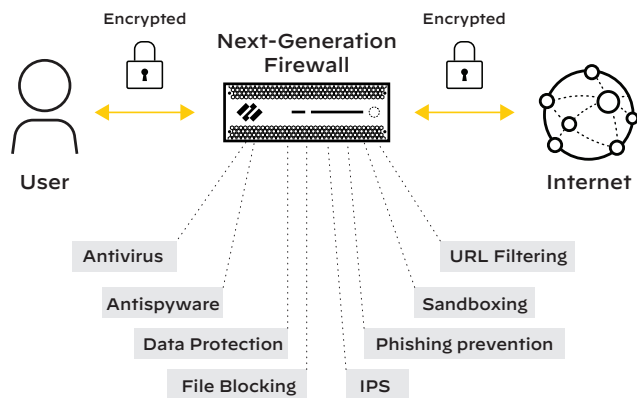 Encrypted
Encrypted
Next-Generation
Firewall
User
Internet
Antivirus
URL Filtering
Antispyware
Sandboxing
Data Protection
Phishing prevention
File Blocking
IPS